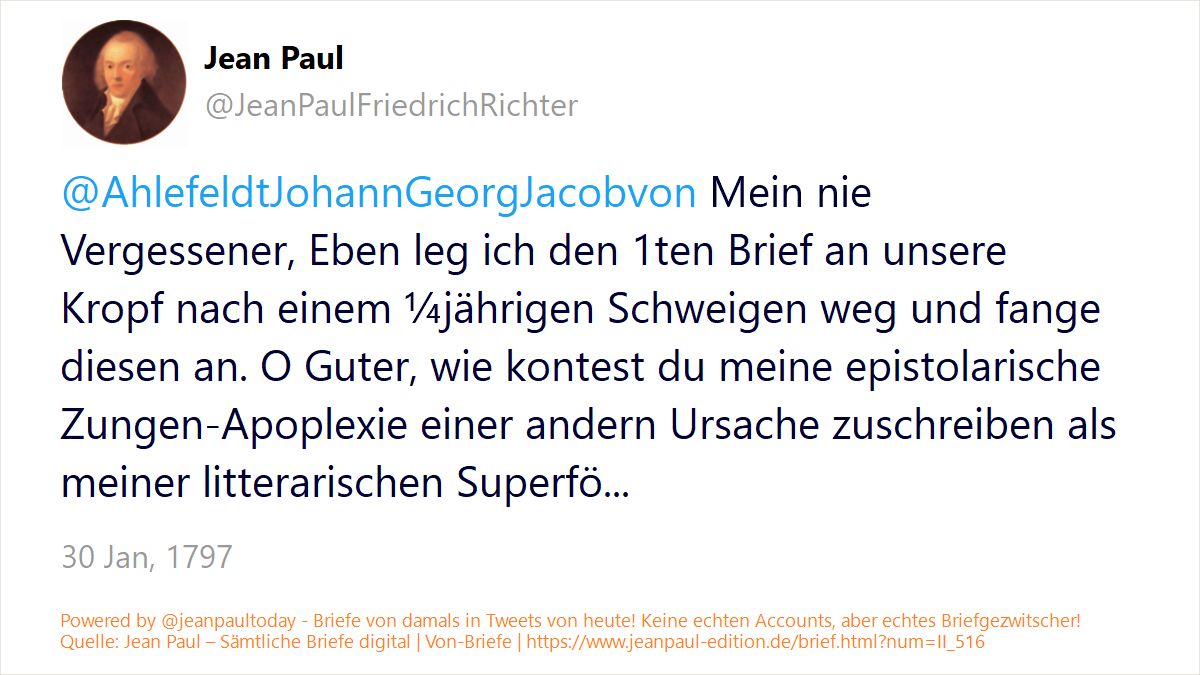 Jean Paul
@JeanPaulFriedrichRichter
@AhlefeldtJohannGeorgJacobvon Mein nie
Vergessener, Eben leg ich den 1ten Brief an unsere
Kropf nach einem ¼jährigen Schweigen weg und fange
diesen an. O Guter, wie kontest du meine epistolarische
Zungen-Apoplexie einer andern Ursache zuschreiben als
meiner litterarischen Superfö...
30 Jan, 1797
Powered by @jeanpaultoday - Briefe von damals in Tweets von heute! Keine echten Accounts, aber echtes Briefgezwitscher!
Quelle: Jean Paul – Sämtliche Briefe digital | Von-Briefe | https://www.jeanpaul-edition.de/brief.html?num=II_516